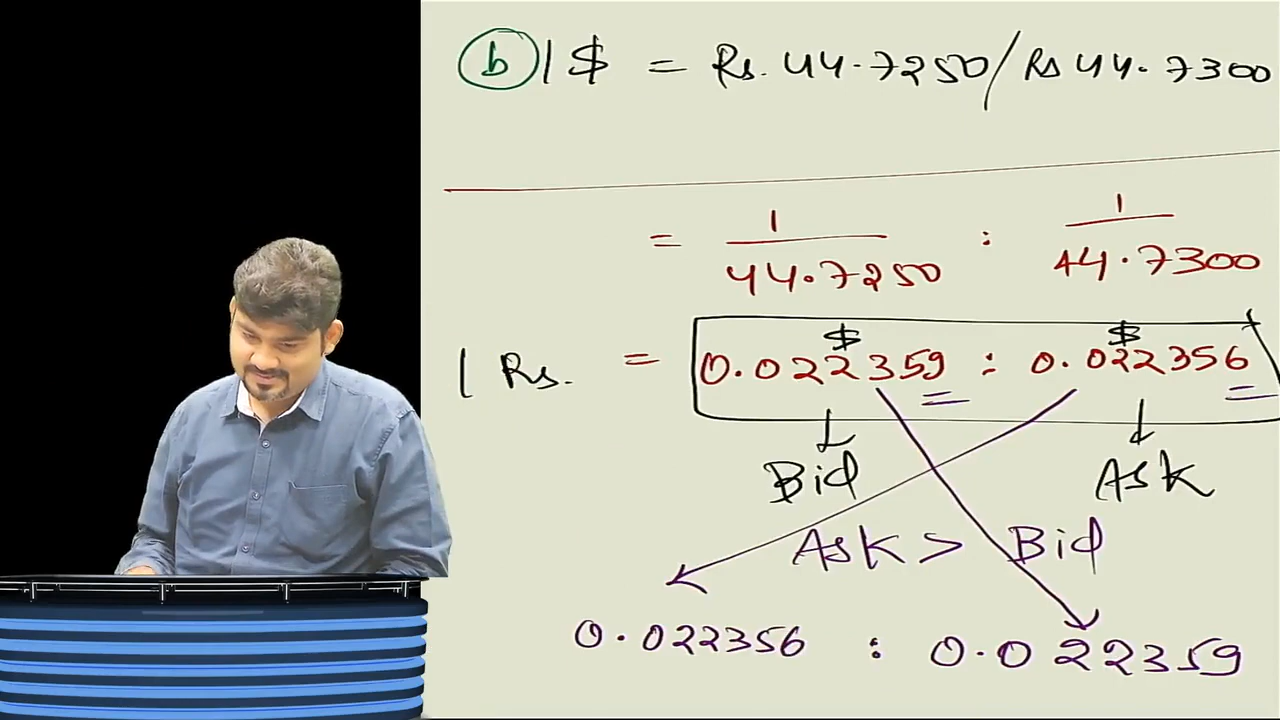 b 1 $ = Rs. 44.7250/Rs 44.7300
= 1/44.7250 : 1/44.7300
$ $
1 Rs. = 0.022359 : 0.022356
Bid Ask
Ask > Bid
0.022356 : 0.022359